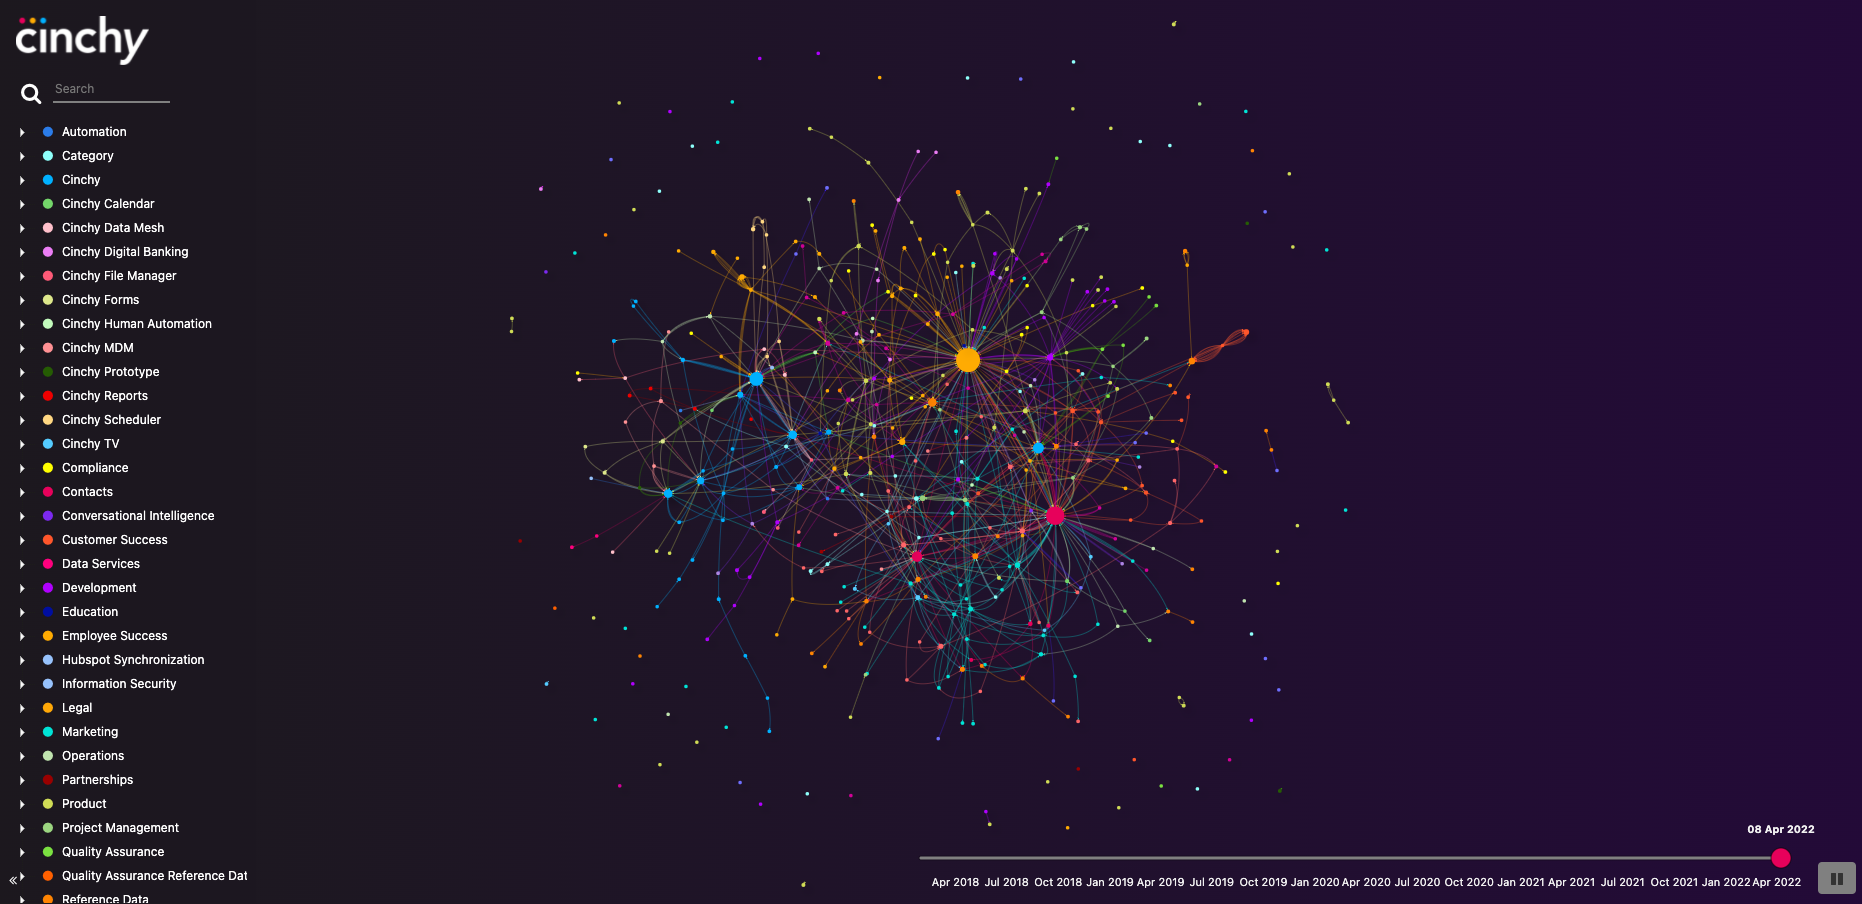 cinchy
Search
Automation
Category
Cinchy
Cinchy Calendar
Cinchy Data Mesh
Cinchy Digital Banking
Cinchy File Manager
Cinchy Forms
Cinchy Human Automation
Cinchy MDM
Cinchy Prototype
Cinchy Reports
Cinchy Scheduler
Cinchy TV
Compliance
Contacts
Conversational Intelligence
Customer Success
Data Services
Development
Education
Employee Success
Hubspot Synchronization
Information Security
Legal
Marketing
Operations
Partnerships
Product
Project Management
Quality Assurance
Quality Assurance Reference Dat
Reference Data
08 Apr 2022
Apr 2018 Jul 2018 Oct 2018 Jan 2019 Apr 2019 Jul 2019 Oct 2019 Jan 2020 Apr 2020 Jul 2020 Oct 2020 Jan 2021 Apr 2021 Jul 2021 Oct 2021 Jan 2022 Apr 2022